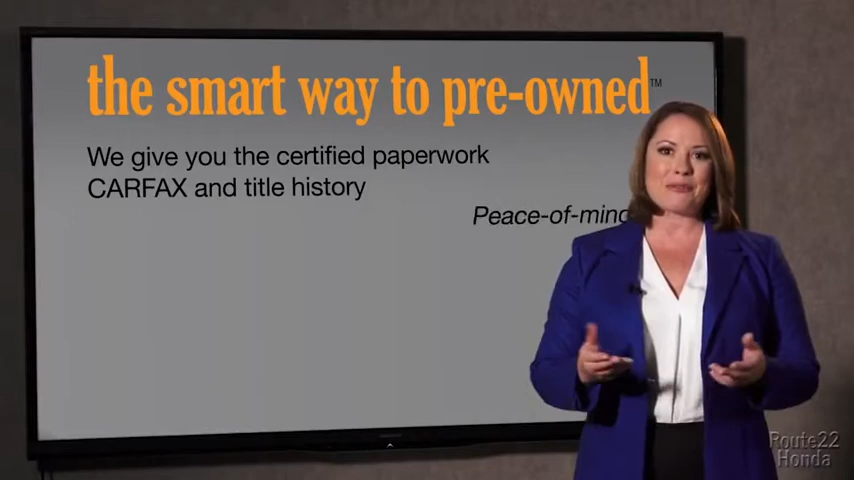 the smart way to pre-owned™
We give you the certified paperwork
CARFAX and title history
Peace-of-mind
Route22
Honda